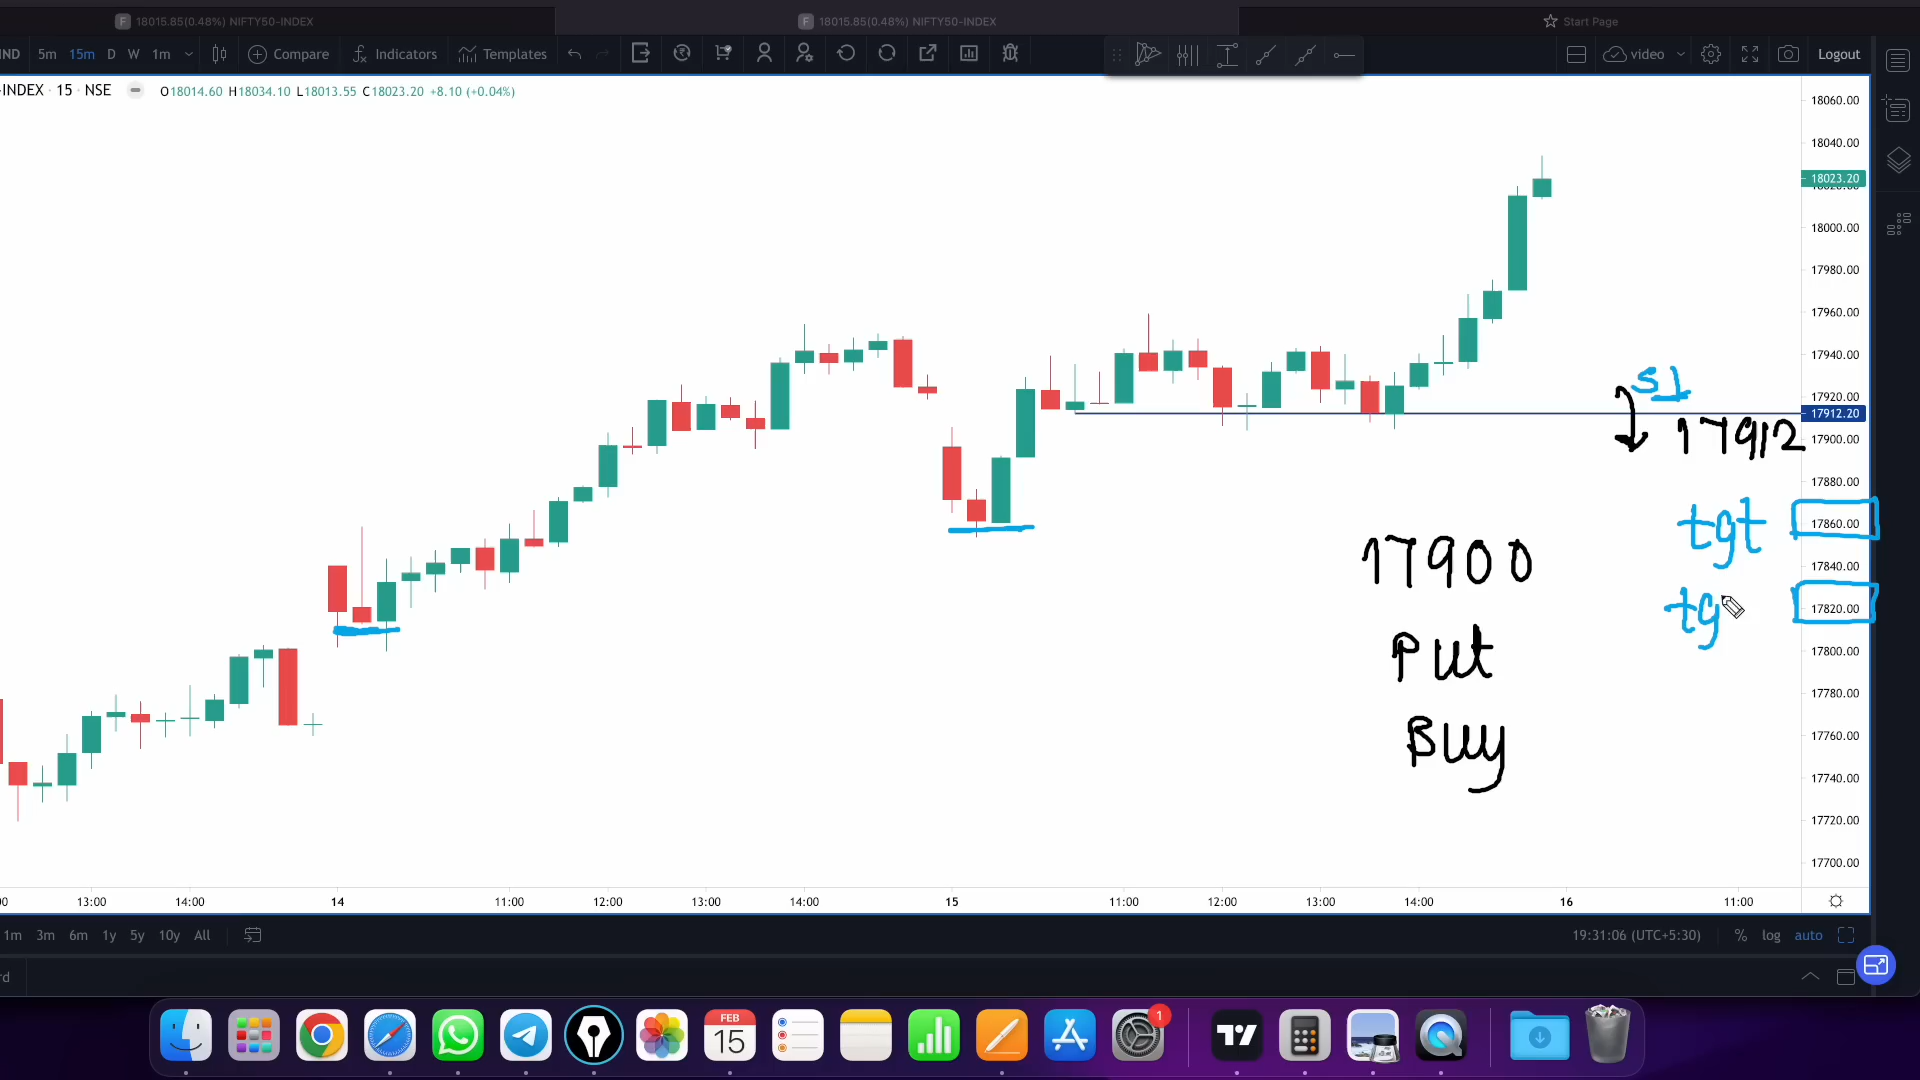 18015.85(0.48%) NIFTY50-INDEX
18015.85(0.48%) NIFTY50-INDEX
Start Page
IND 5m 15m D W 1m Compare Indicators Templates video Logout
-INDEX · 15 · NSE O18014.60 H18034.10 L18013.55 C18023.20 +8.10 (+0.04%)
18060.00
18040.00
18023.20
18000.00
17980.00
17960.00
17940.00
17920.00
17912.20
17900.00
17880.00
17860.00
17840.00
17820.00
17800.00
17780.00
17760.00
17740.00
17720.00
17700.00
S1
17912
tgt
tg
17900
Put
Buy
13:00 14:00 14 11:00 12:00 13:00 14:00 15 11:00 12:00 13:00 14:00 16 11:00
1m 3m 6m 1y 5y 10y All 19:31:06 (UTC+5:30) % log auto
rd
FEB
15
1